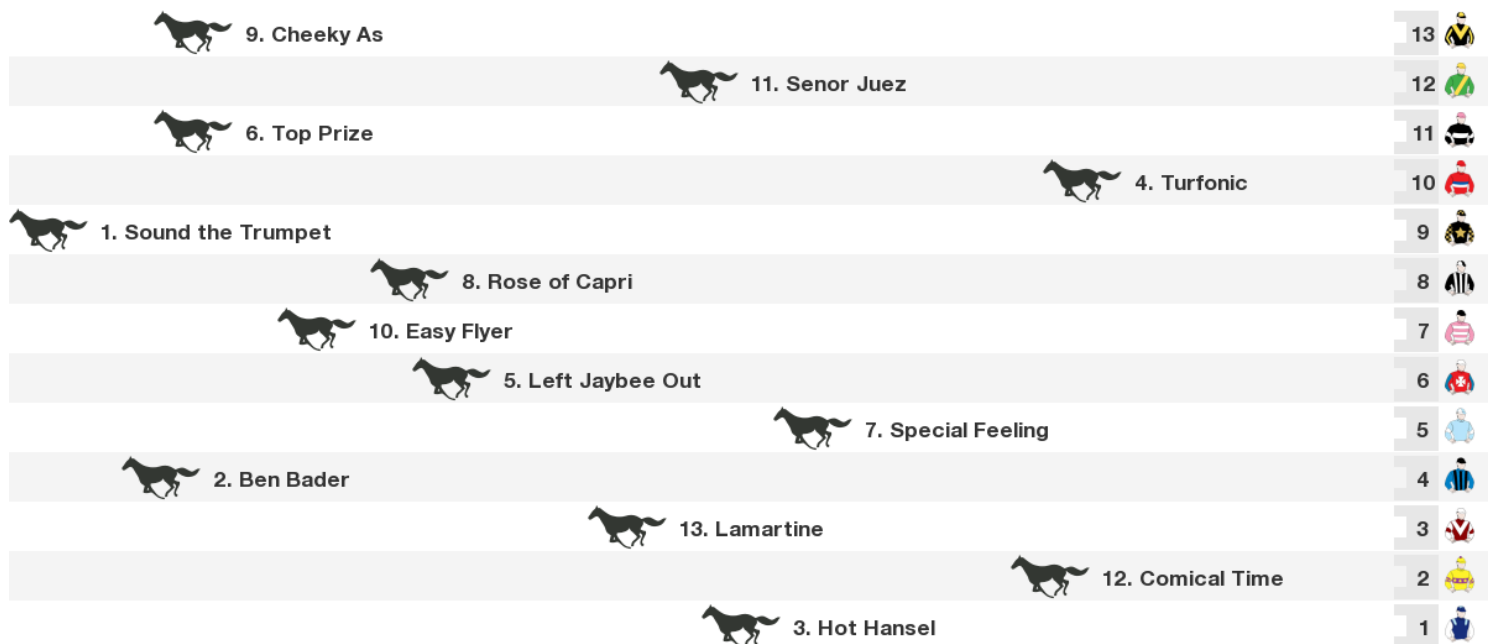 9. Cheeky As 13
11. Senor Juez 12
6. Top Prize 11
4. Turfonic 10
1. Sound the Trumpet 9
8. Rose of Capri 8
10. Easy Flyer 7
5. Left Jaybee Out 6
7. Special Feeling 5
2. Ben Bader 4
13. Lamartine 3
12. Comical Time 2
3. Hot Hansel 1